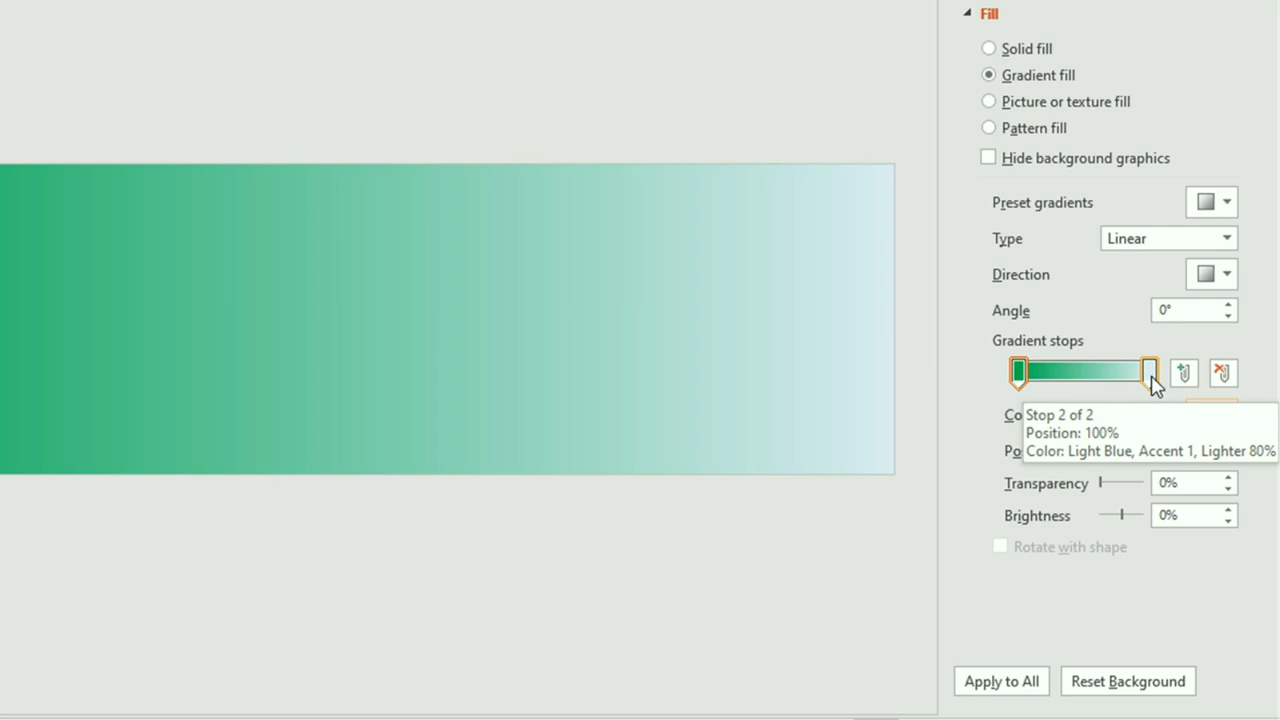 Fill
Solid fill
Gradient fill
Picture or texture fill
Pattern fill
Hide background graphics
Preset gradients
Type Linear
Direction
Angle 0°
Gradient stops
Co
Stop 2 of 2
Po
Position: 100%
Color: Light Blue, Accent 1, Lighter 80%
Transparency 0%
Brightness 0%
Rotate with shape
Apply to All Reset Background